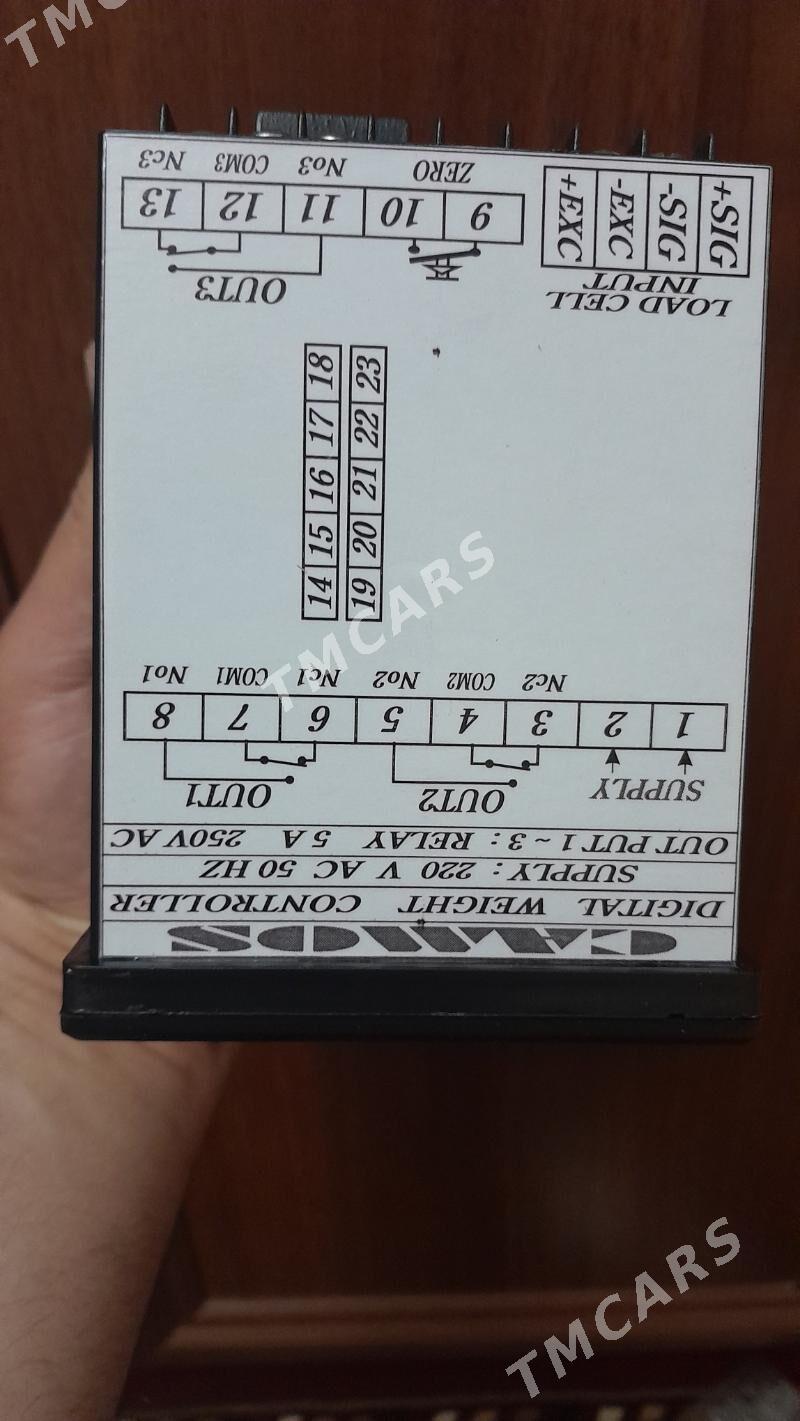 TMCARS
DIGITAL WEIGHT CONTROLLER
SUPPLY : 220 V AC 50 HZ
OUT PUT 1 ~ 3 : RELAY 5 A 250V AC
SUPPLY OUT2 OUT1
1 2 3 4 5 6 7 8
Nc2 COM2 No2 Nc1 COM1 No1
14 15 16 17 18
19 20 21 22 23
TMCARS
LOAD CELL
INPUT
OUT3
+SIG -SIG -EXC +EXC
9 10 11 12 13
ZERO No3 COM3 Nc3
TMCARS